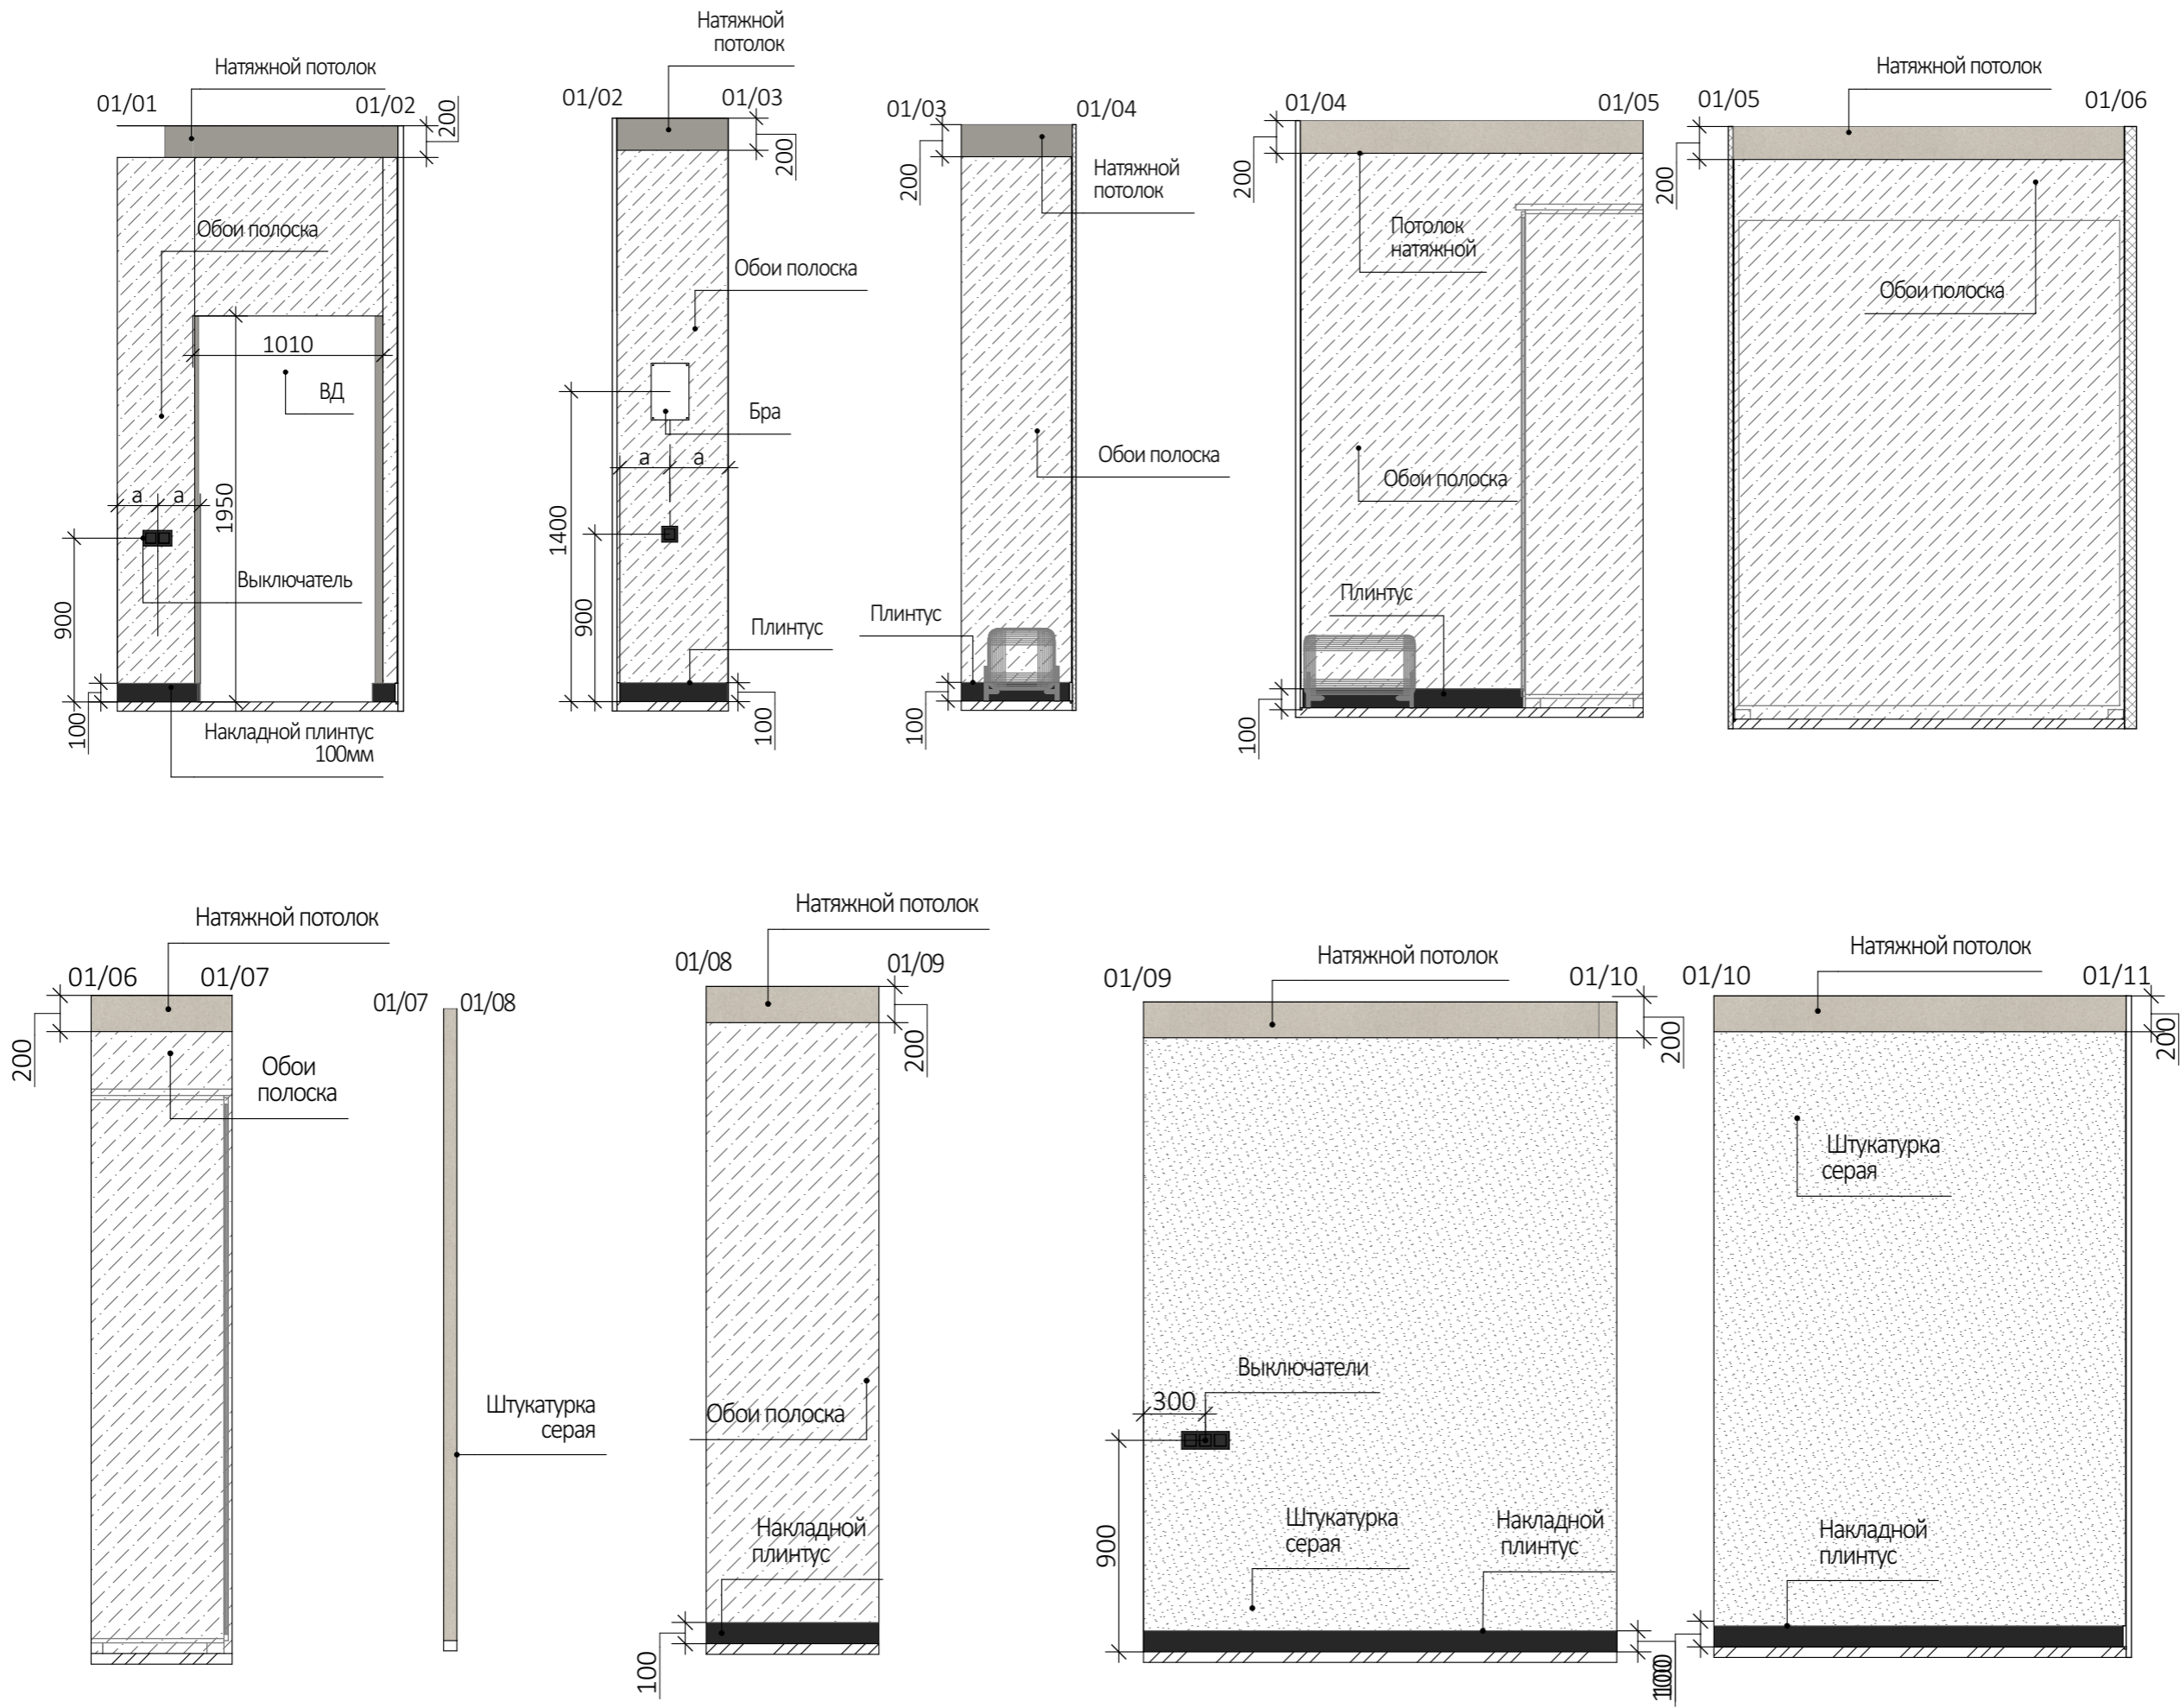 Натяжной потолок
01/01
01/02
200
Обои полоска
1010
ВД
а
а
1950
900
Выключатель
100
Накладной плинтус
100мм
Натяжной
потолок
01/02
01/03
200
Обои полоска
Бра
а
а
1400
900
Плинтус
100
01/03
01/04
200
Натяжной
потолок
Обои полоска
Плинтус
100
01/04
01/05
200
Потолок
натяжной
Обои полоска
Плинтус
100
Натяжной потолок
01/05
01/06
200
Обои полоска
Натяжной потолок
01/06
01/07
200
Обои
полоска
01/07
01/08
Штукатурка
серая
Натяжной потолок
01/08
01/09
200
Обои полоска
Накладной
плинтус
100
Натяжной потолок
01/09
01/10
200
Выключатели
300
900
Штукатурка
серая
Накладной
плинтус
100
Натяжной потолок
01/10
01/11
200
Штукатурка
серая
Накладной
плинтус
100